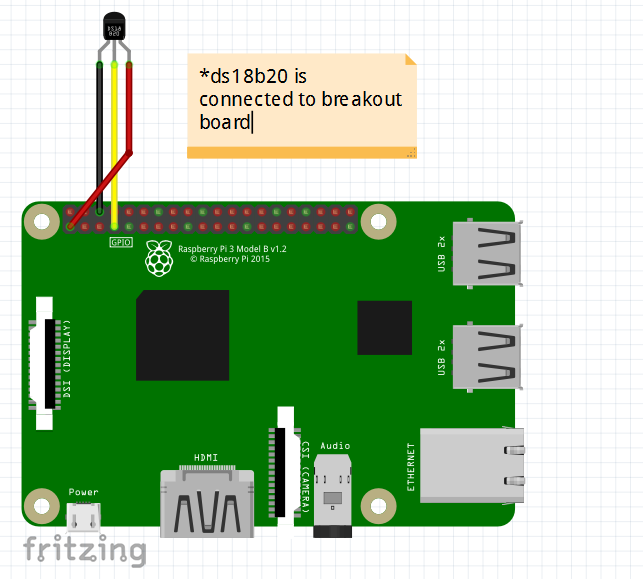 DS18
B20
*ds18b20 is
connected to breakout
board
GPIO
Raspberry Pi 3 Model B v1.2
© Raspberry Pi 2015
USB 2x
DSI (DISPLAY)
USB 2x
HDMI
CSI (CAMERA)
Audio
ETHERNET
Power
fritzing